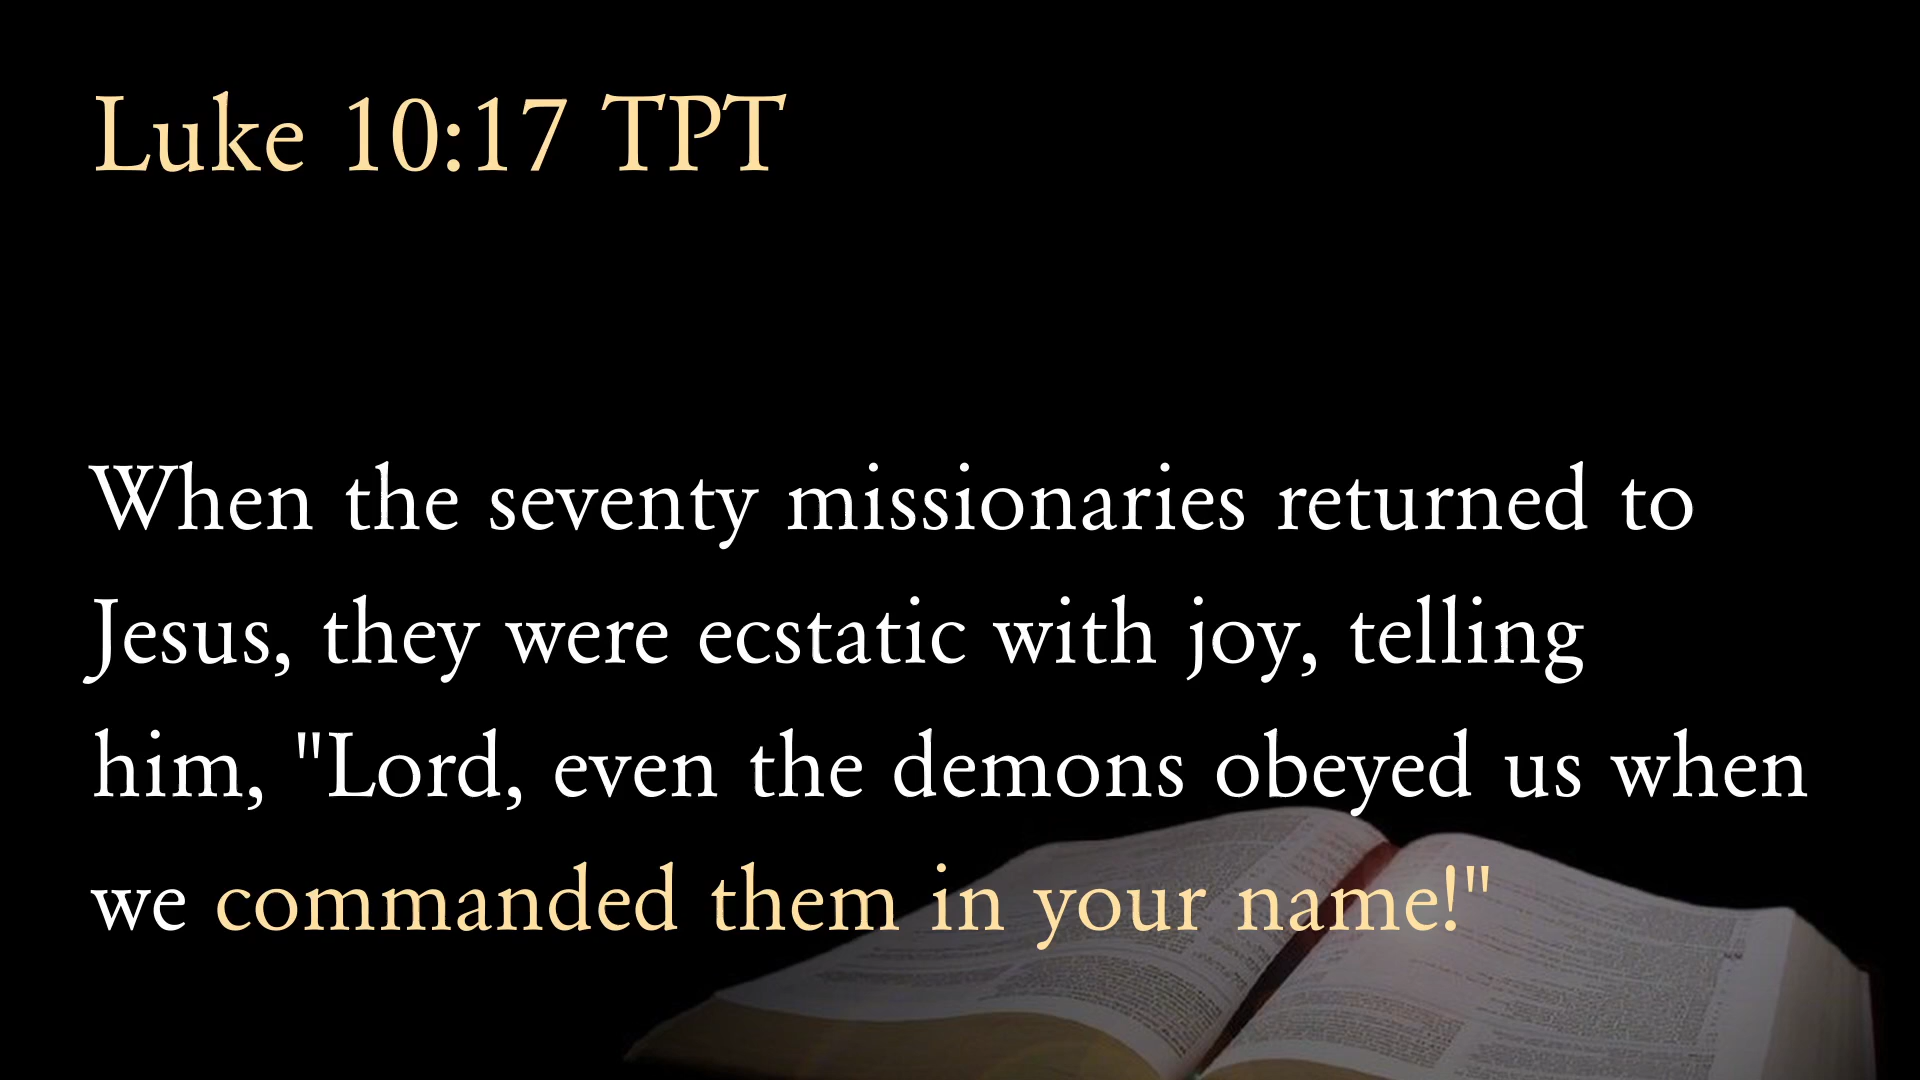 Luke 10:17 TPT
When the seventy missionaries returned to
Jesus, they were ecstatic with joy, telling
him, "Lord, even the demons obeyed us when
we commanded them in your name!"